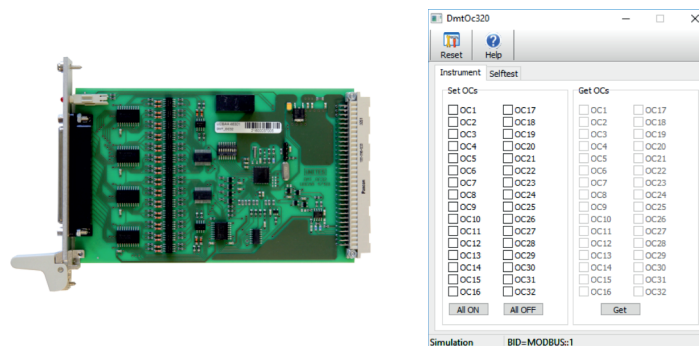 DmtOc320
Reset Help
Instrument Selftest
Set OCs Get OCs
OC1 OC17 OC1 OC17
OC2 OC18 OC2 OC18
OC3 OC19 OC3 OC19
OC4 OC20 OC4 OC20
OC5 OC21 OC5 OC21
OC6 OC22 OC6 OC22
OC7 OC23 OC7 OC23
OC8 OC24 OC8 OC24
OC9 OC25 OC9 OC25
OC10 OC26 OC10 OC26
OC11 OC27 OC11 OC27
OC12 OC28 OC12 OC28
OC13 OC29 OC13 OC29
OC14 OC30 OC14 OC30
OC15 OC31 OC15 OC31
OC16 OC32 OC16 OC32
All ON All OFF Get
Simulation BID=MODBUS::1